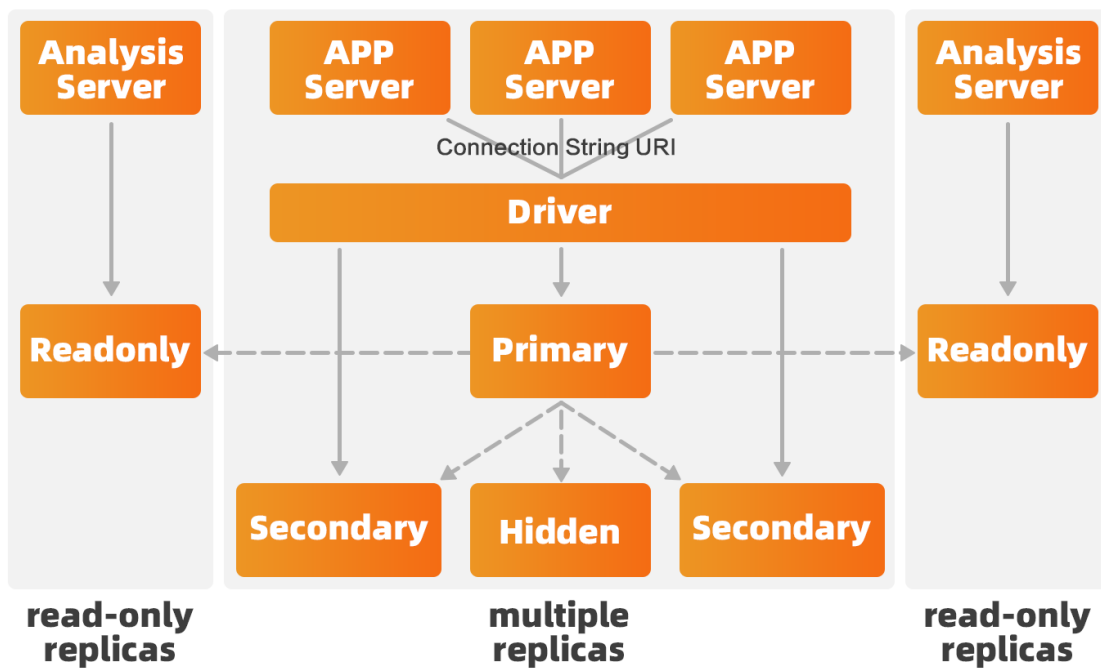 Analysis
Server
APP
Server
APP
Server
APP
Server
Analysis
Server
Connection String URI
Driver
Readonly
Primary
Readonly
Secondary
Hidden
Secondary
read-only
replicas
multiple
replicas
read-only
replicas